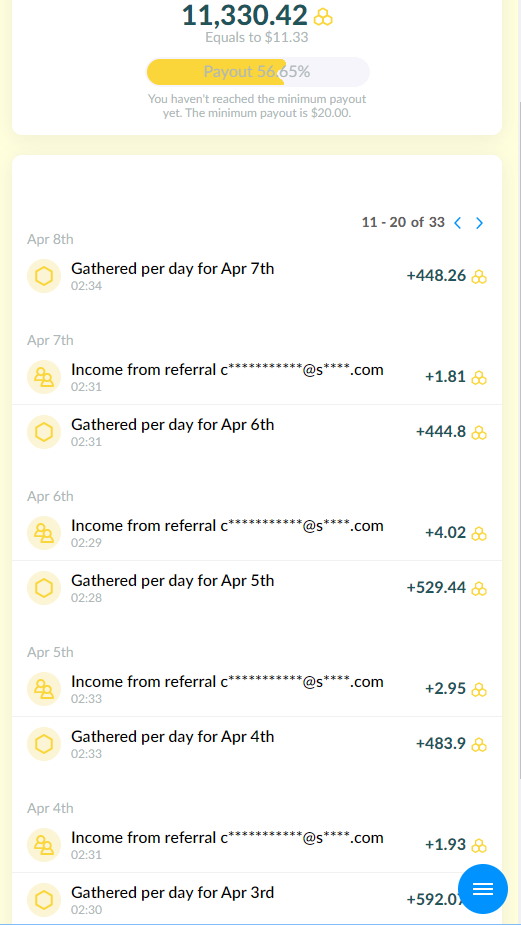 11,330.42
Equals to $11.33
Payout 56.65%
You haven't reached the minimum payout
yet. The minimum payout is $20.00.
11 - 20 of 33
Apr 8th
Gathered per day for Apr 7th
+448.26
02:34
Apr 7th
Income from referral c***********@s****.com
+1.81
02:31
Gathered per day for Apr 6th
+444.8
02:31
Apr 6th
Income from referral c***********@s****.com
+4.02
02:29
Gathered per day for Apr 5th
+529.44
02:28
Apr 5th
Income from referral c***********@s****.com
+2.95
02:33
Gathered per day for Apr 4th
+483.9
02:33
Apr 4th
Income from referral c***********@s****.com
+1.93
02:31
Gathered per day for Apr 3rd
+592.07
02:30